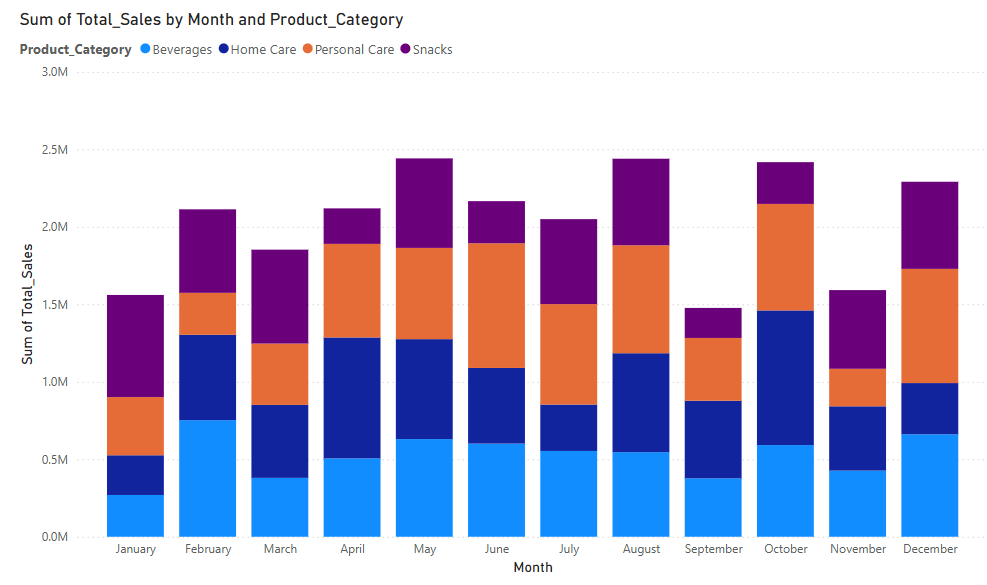 Sum of Total_Sales by Month and Product_Category
Product_Category Beverages Home Care Personal Care Snacks
3.0M
2.5M
2.0M
1.5M
1.0M
0.5M
0.0M
Sum of Total_Sales
January February March April May June July August September October November December
Month